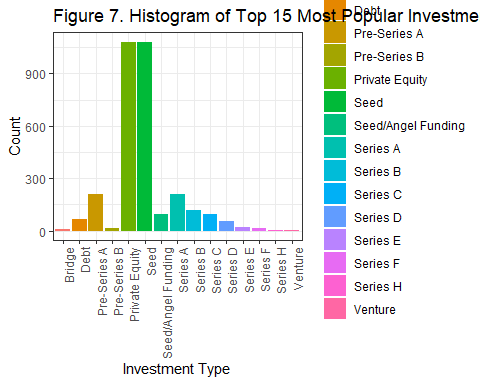 Figure 7. Histogram of Top 15 Most Popular Investme
Debt
Pre-Series A
Pre-Series B
Private Equity
Seed
Seed/Angel Funding
Series A
Series B
Series C
Series D
Series E
Series F
Series H
Venture
Count
900
600
300
0
Bridge
Debt
Pre-Series A
Pre-Series B
Private Equity
Seed
Seed/Angel Funding
Series A
Series B
Series C
Series D
Series E
Series F
Series H
Venture
Investment Type